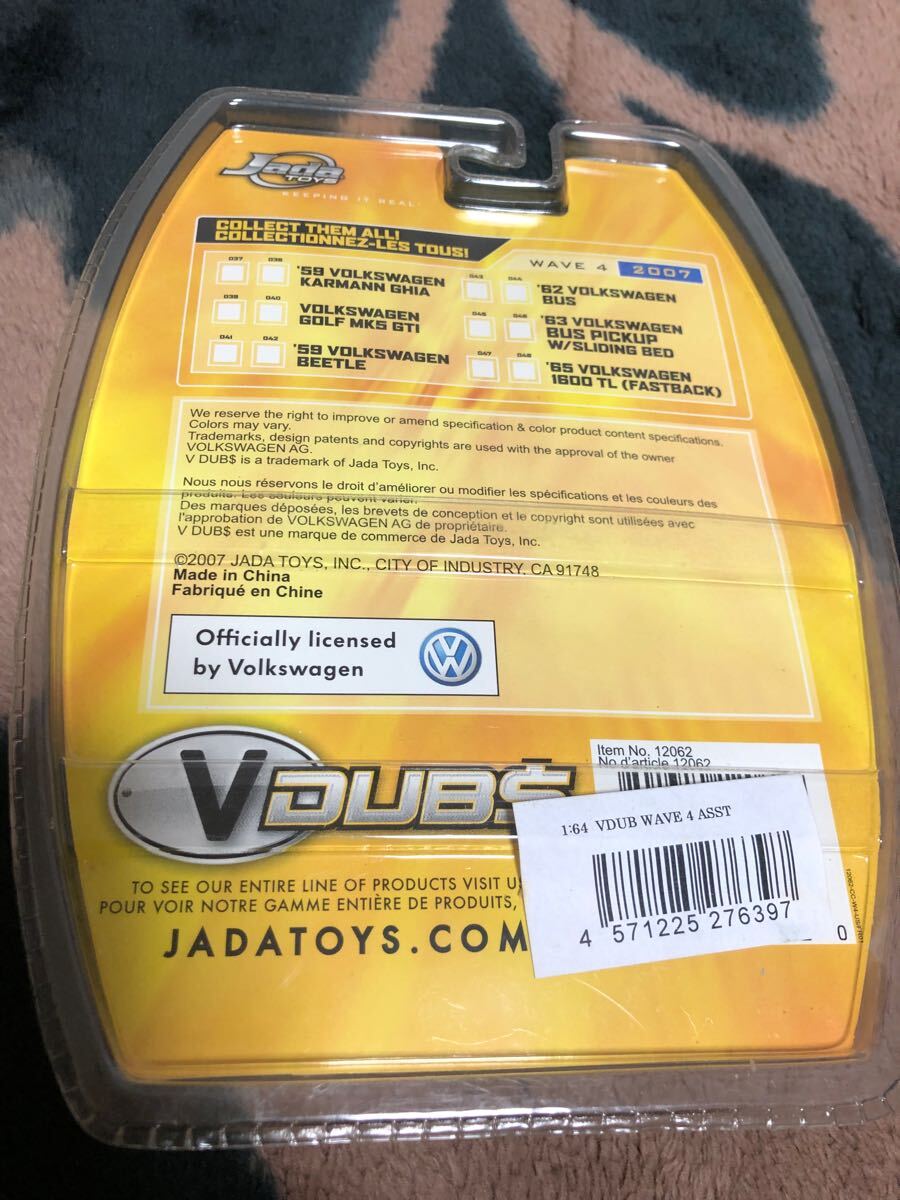 Jada
TOYS
KEEPING IT REAL
COLLECT THEM ALL!
COLLECTIONNEZ-LES TOUS!
WAVE 4 2007
037 038
'59 VOLKSWAGEN
KARMANN GHIA
039 040
VOLKSWAGEN
GOLF MK5 GTI
041 042
'59 VOLKSWAGEN
BEETLE
043 044
'62 VOLKSWAGEN
BUS
045 046
'63 VOLKSWAGEN
BUS PICKUP
W/SLIDING BED
047 048
'65 VOLKSWAGEN
1600 TL (FASTBACK)
We reserve the right to improve or amend specification & color product content specifications.
Colors may vary.
Trademarks, design patents and copyrights are used with the approval of the owner
VOLKSWAGEN AG.
V DUB$ is a trademark of Jada Toys, Inc.
Nous nous réservons le droit d'améliorer ou modifier les spécifications et les couleurs des
produits. Les couleurs peuvent varier.
Des marques déposées, les brevets de conception et le copyright sont utilisées avec
l'approbation de VOLKSWAGEN AG de propriétaire.
V DUB$ est une marque de commerce de Jada Toys, Inc.
©2007 JADA TOYS, INC., CITY OF INDUSTRY, CA 91748
Made in China
Fabriqué en Chine
Officially licensed
by Volkswagen
VDUB$
Item No. 12062
No d'article 12062
1:64 VDUB WAVE 4 ASST
4 571225 276397
0
12062-CC-W4-US/FR01
TO SEE OUR ENTIRE LINE OF PRODUCTS VISIT
POUR VOIR NOTRE GAMME ENTIÈRE DE PRODUITS,
JADATOYS.COM